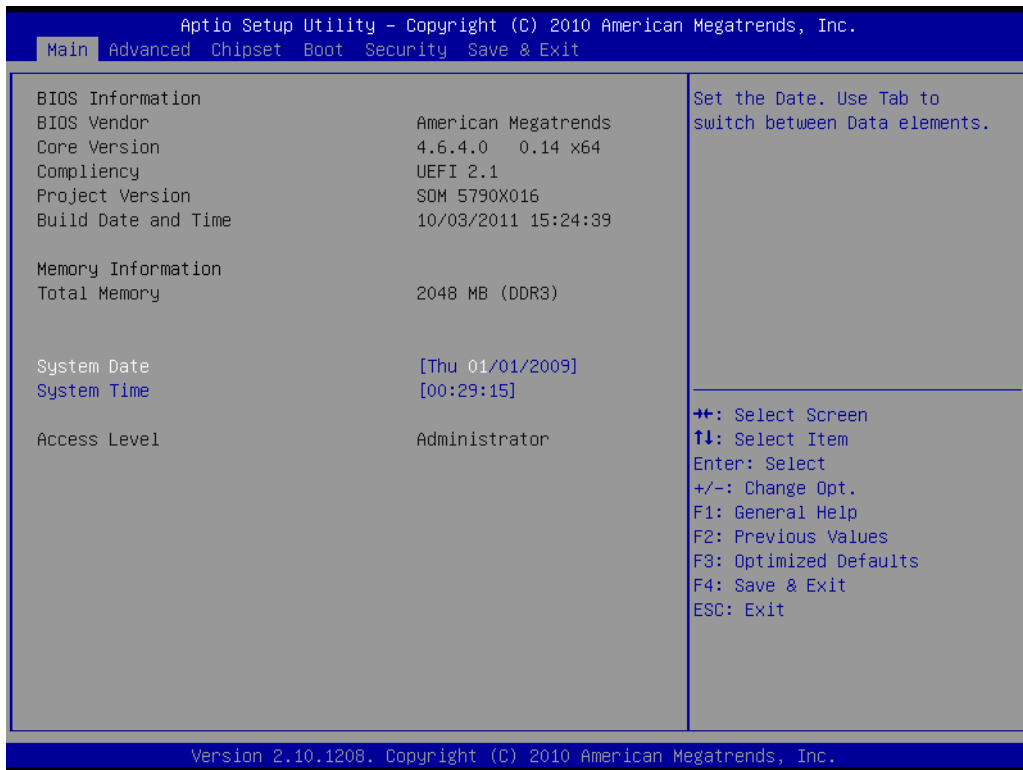 Aptio Setup Utility – Copyright (C) 2010 American Megatrends, Inc.
Main Advanced Chipset Boot Security Save & Exit
BIOS Information
BIOS Vendor American Megatrends
Core Version 4.6.4.0 0.14 x64
Compliency UEFI 2.1
Project Version SOM 5790X016
Build Date and Time 10/03/2011 15:24:39
Memory Information
Total Memory 2048 MB (DDR3)
System Date [Thu 01/01/2009]
System Time [00:29:15]
Access Level Administrator
Set the Date. Use Tab to
switch between Data elements.
→←: Select Screen
↑↓: Select Item
Enter: Select
+/-: Change Opt.
F1: General Help
F2: Previous Values
F3: Optimized Defaults
F4: Save & Exit
ESC: Exit
Version 2.10.1208. Copyright (C) 2010 American Megatrends, Inc.